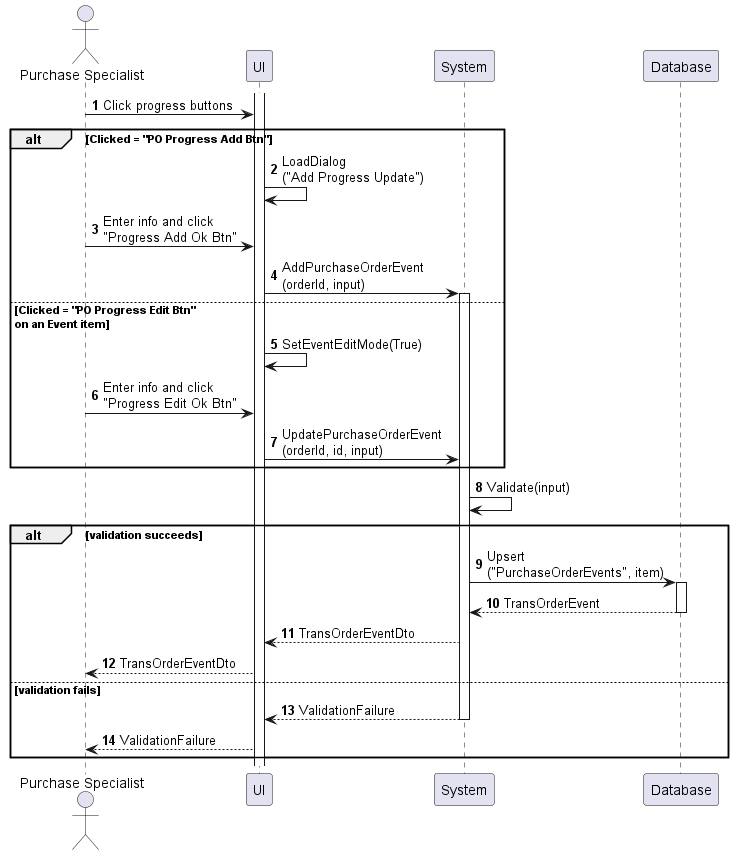 Purchase Specialist
UI
System
Database
1 Click progress buttons
alt
[Clicked = "PO Progress Add Btn"]
2 LoadDialog
("Add Progress Update")
3 Enter info and click
"Progress Add Ok Btn"
4 AddPurchaseOrderEvent
(orderId, input)
[Clicked = "PO Progress Edit Btn"
on an Event item]
5 SetEventEditMode(True)
6 Enter info and click
"Progress Edit Ok Btn"
7 UpdatePurchaseOrderEvent
(orderId, id, input)
8 Validate(input)
alt
[validation succeeds]
9 Upsert
("PurchaseOrderEvents", item)
10 TransOrderEvent
11 TransOrderEventDto
12 TransOrderEventDto
[validation fails]
13 ValidationFailure
14 ValidationFailure
Purchase Specialist
UI
System
Database